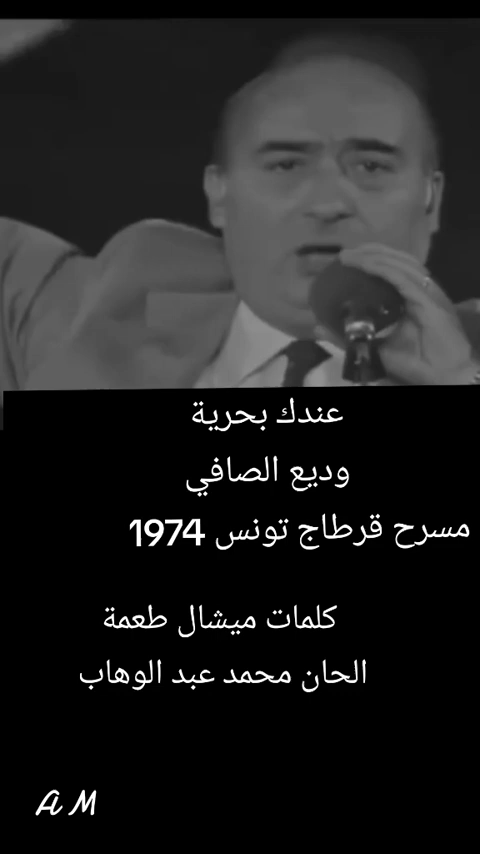 عندك بحرية
وديع الصافي
مسرح قرطاج تونس 1974
كلمات ميشال طعمة
الحان محمد عبد الوهاب
A M